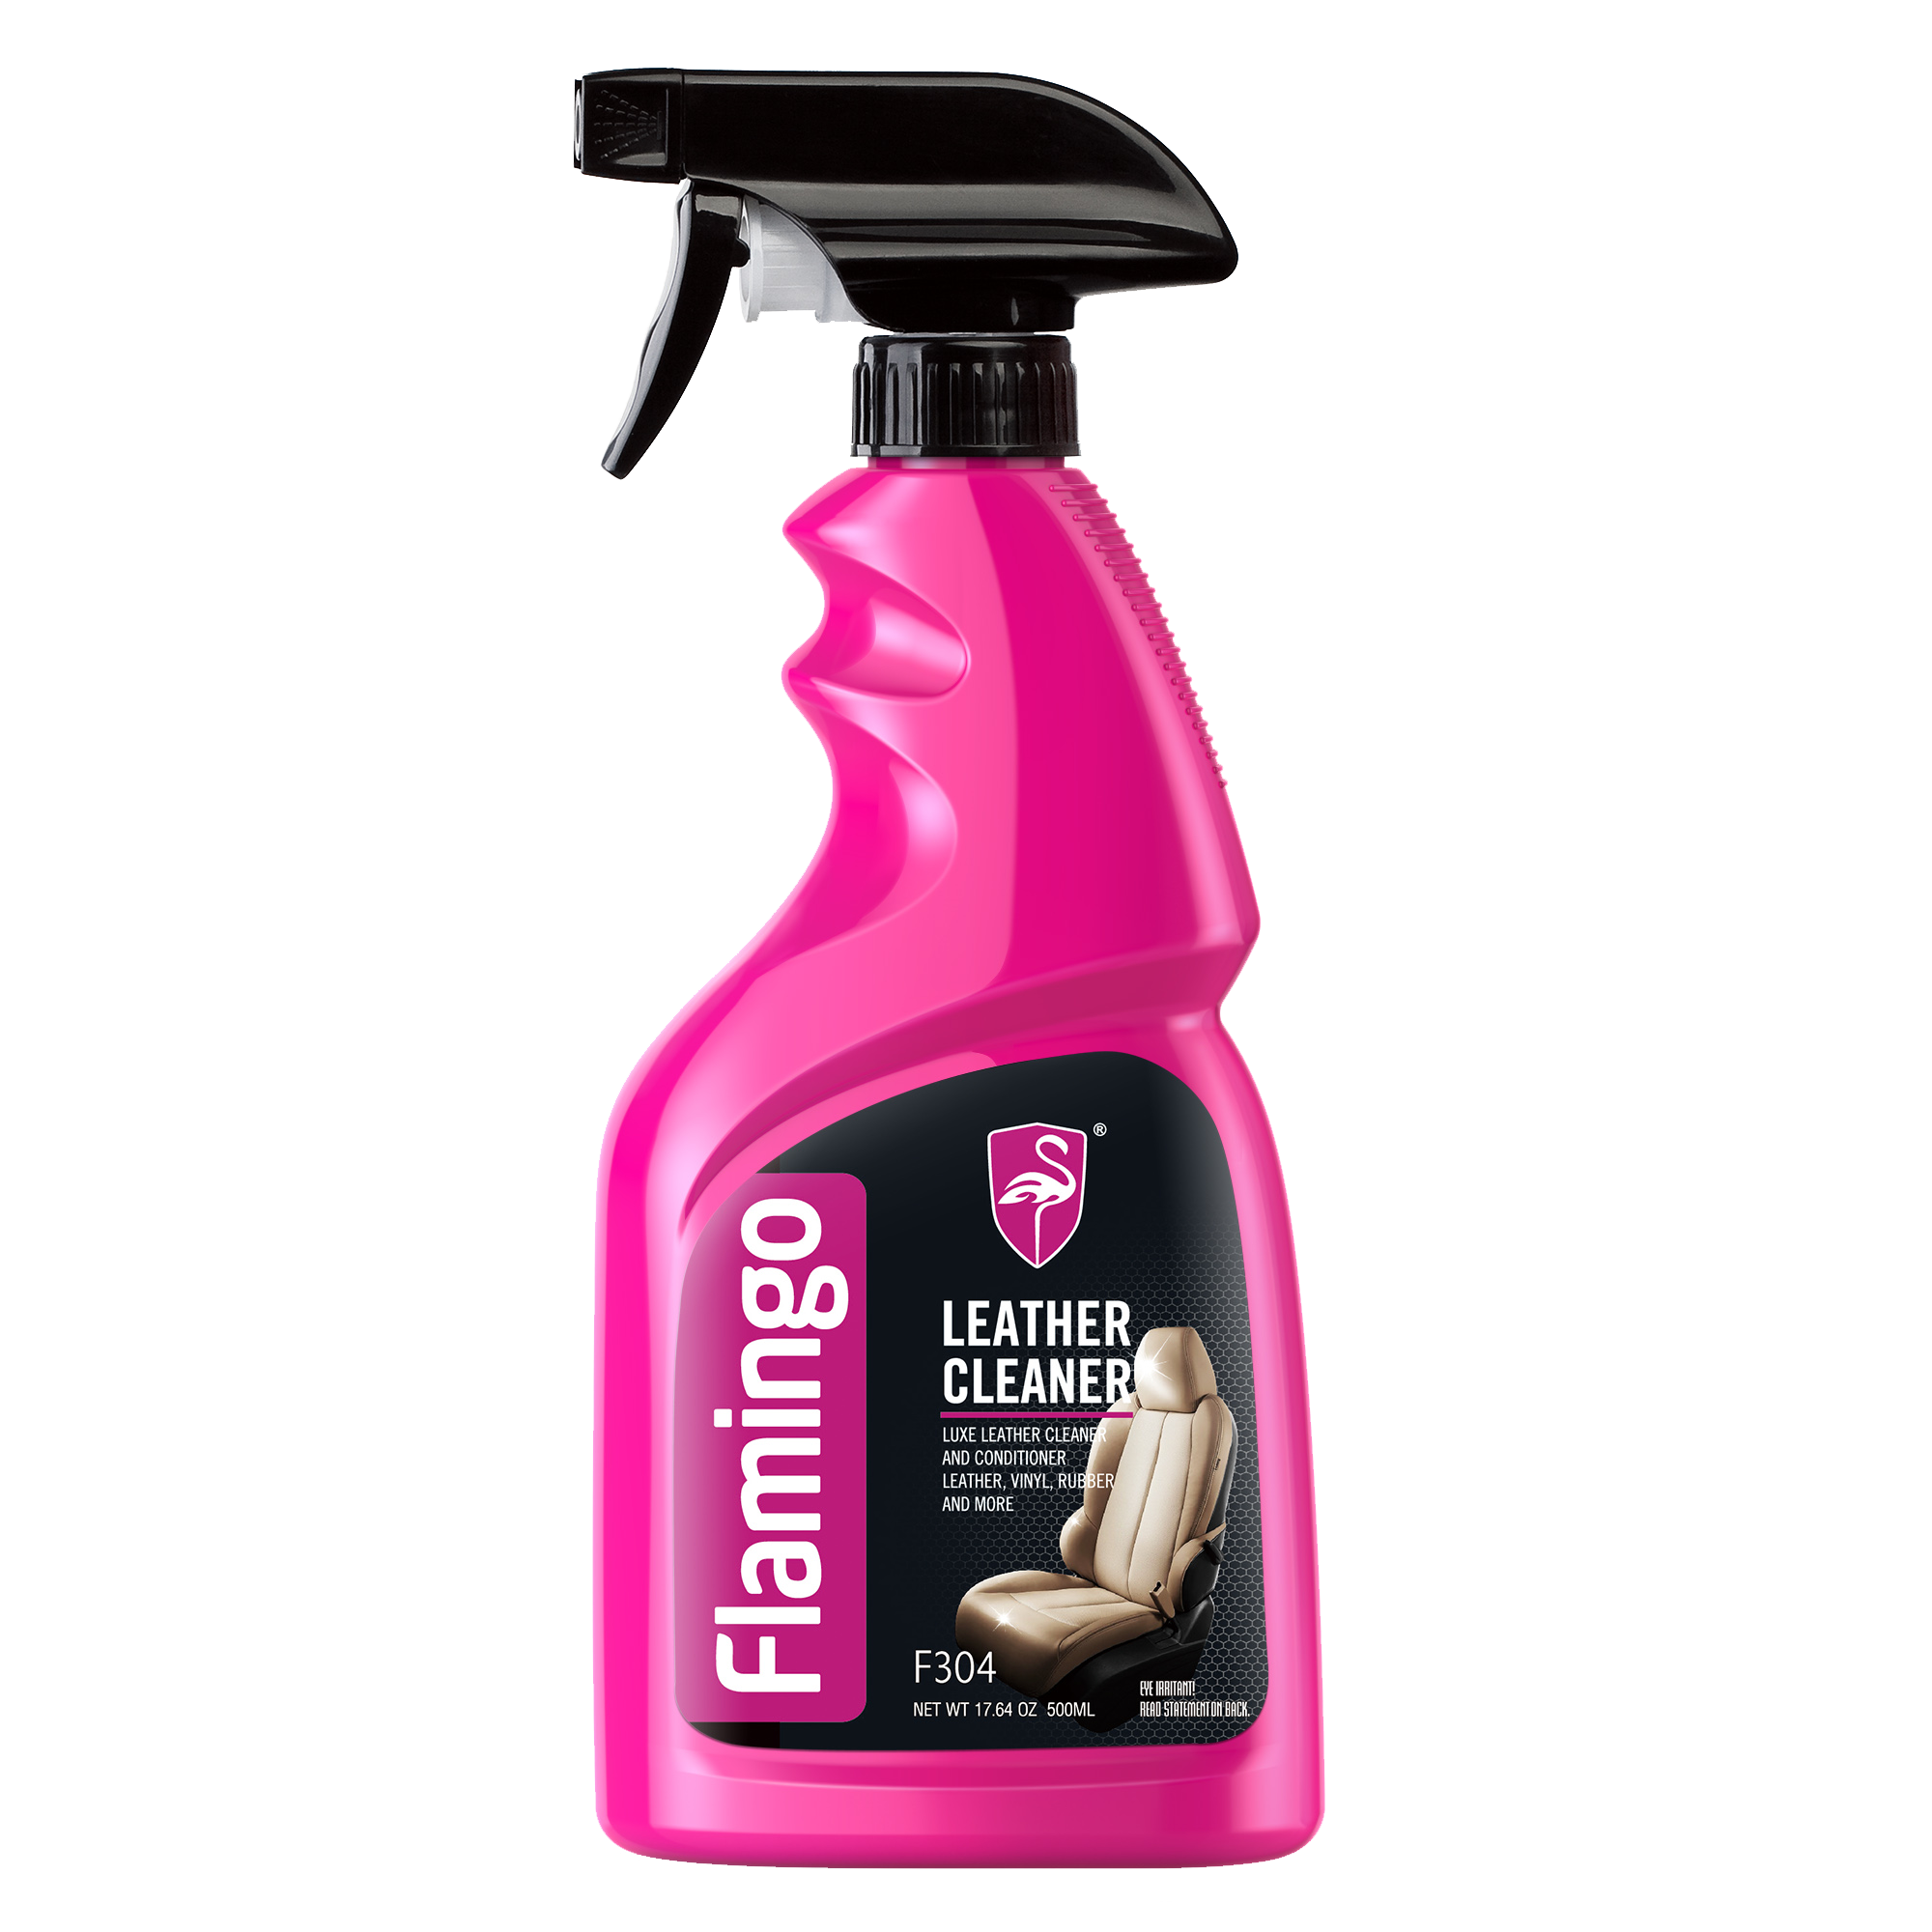 ®
Flamingo
LEATHER
CLEANER
LUXE LEATHER CLEANER
AND CONDITIONER
LEATHER, VINYL, RUBBER
AND MORE
F304
NET WT 17.64 OZ 500ML
EYE IRRITANT!
READ STATEMENT ON BACK.